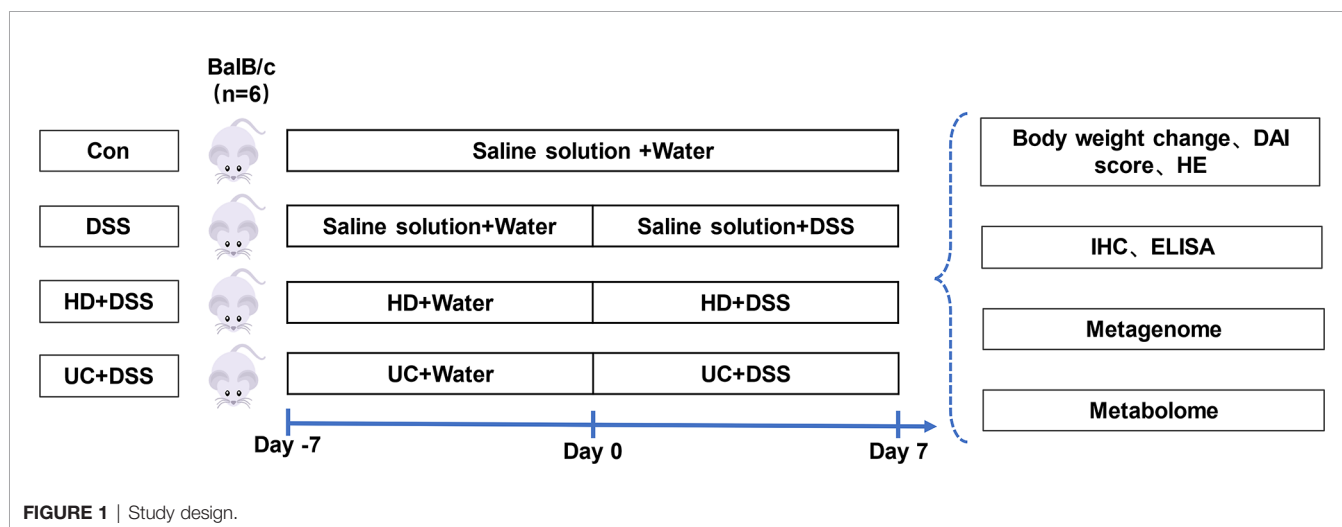 BalB/c
(n=6)
Con
Saline solution +Water
DSS
Saline solution+Water
Saline solution+DSS
HD+DSS
HD+Water
HD+DSS
UC+DSS
UC+Water
UC+DSS
Day -7
Day 0
Day 7
Body weight change、DAI
score、HE
IHC、ELISA
Metagenome
Metabolome
FIGURE 1 | Study design.